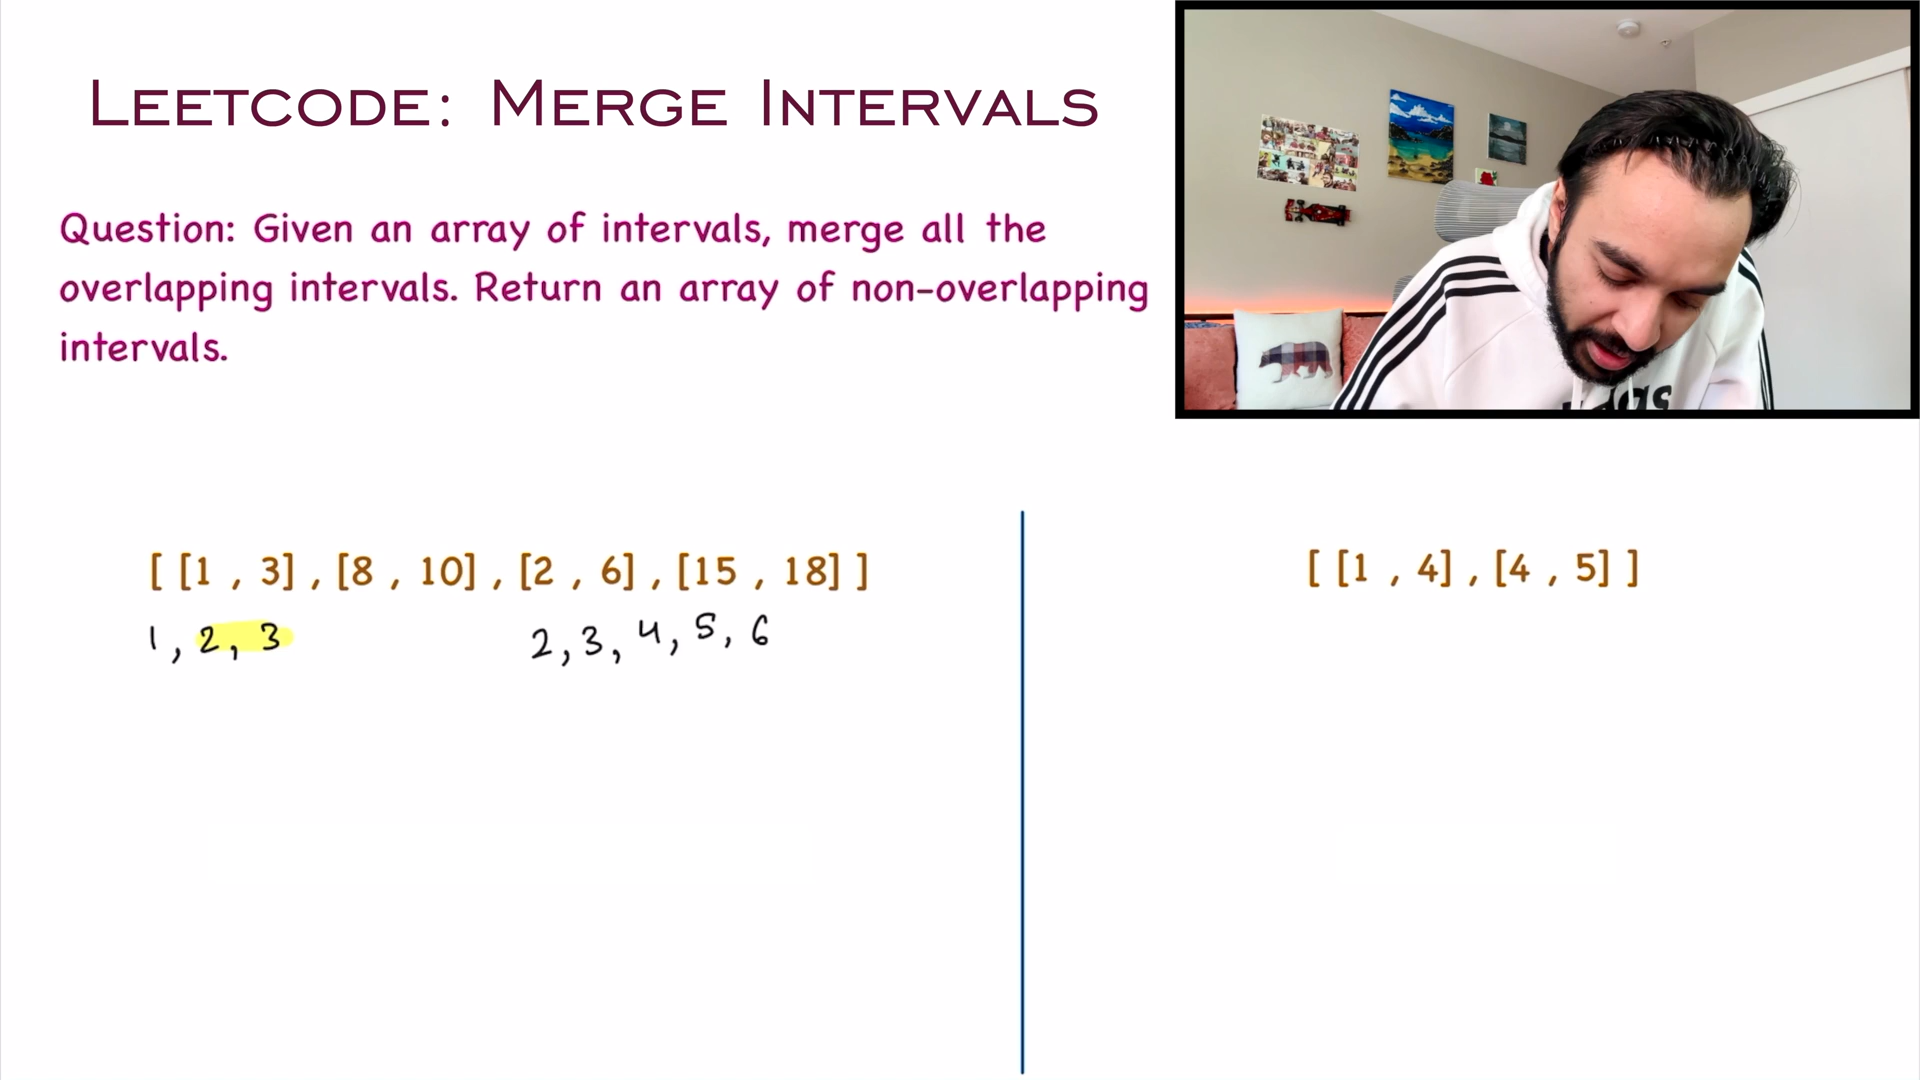 LEETCODE: MERGE INTERVALS
Question: Given an array of intervals, merge all the
overlapping intervals. Return an array of non-overlapping
intervals.
[ [1 , 3] , [8 , 10] , [2 , 6] , [15 , 18] ]
1, 2, 3
2, 3, 4, 5, 6
[ [1 , 4] , [4 , 5] ]